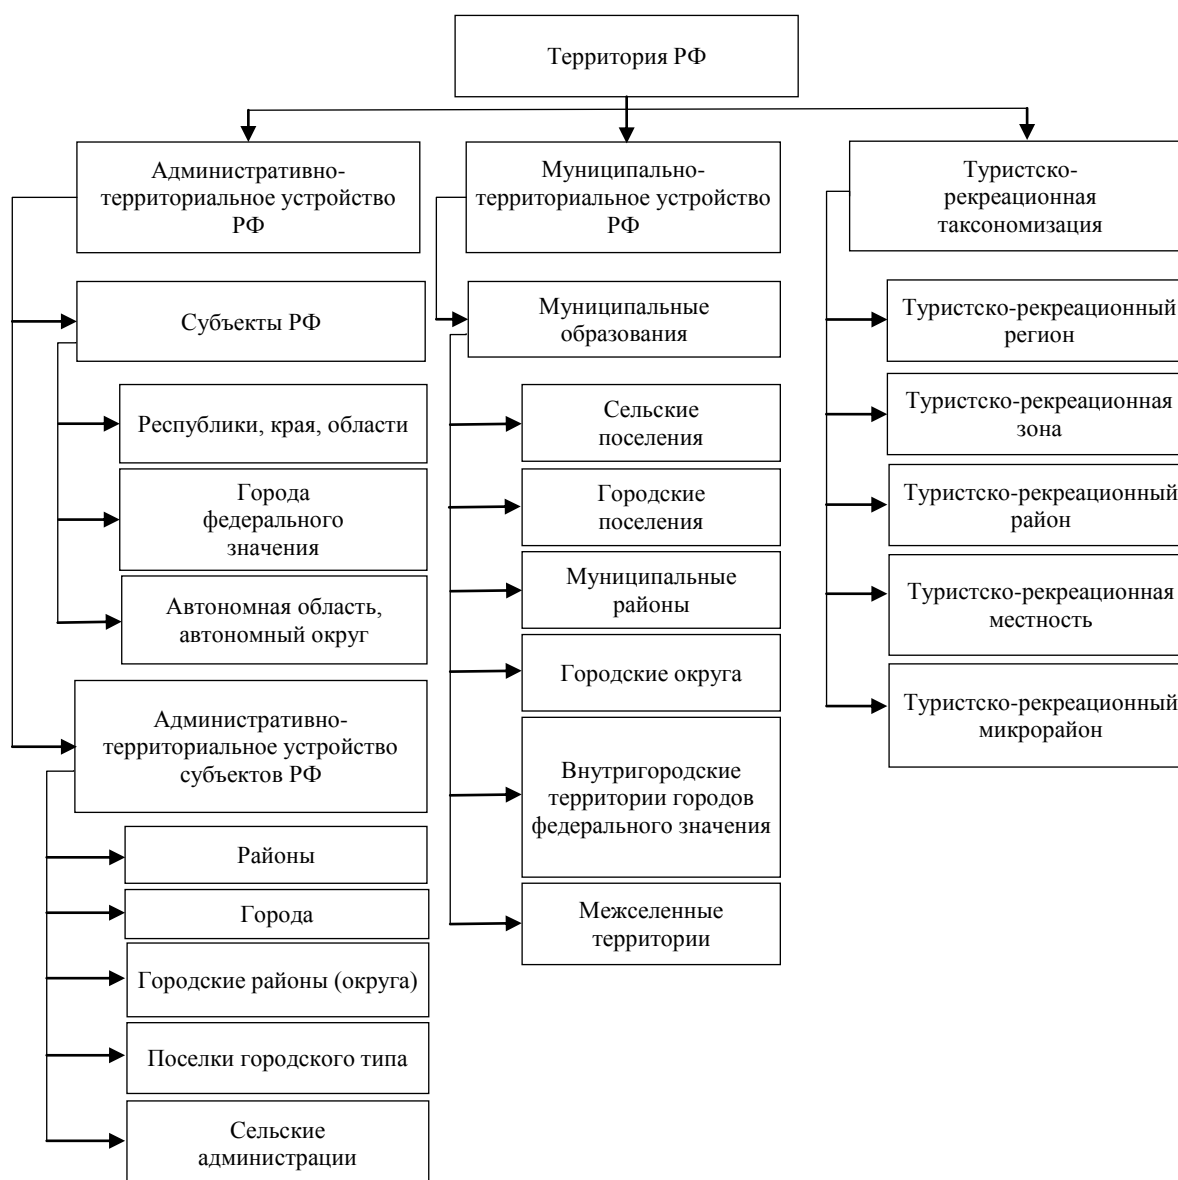 Территория РФ
Административно-
территориальное устройство
РФ
Субъекты РФ
Республики, края, области
Города
федерального
значения
Автономная область,
автономный округ
Административно-
территориальное устройство
субъектов РФ
Районы
Города
Городские районы (округа)
Поселки городского типа
Сельские
администрации
Муниципально-
территориальное устройство
РФ
Муниципальные
образования
Сельские
поселения
Городские
поселения
Муниципальные
районы
Городские округа
Внутригородские
территории городов
федерального значения
Межселенные
территории
Туристско-
рекреационная
таксономизация
Туристско-рекреационный
регион
Туристско-рекреационная
зона
Туристско-рекреационный
район
Туристско-рекреационная
местность
Туристско-рекреационный
микрорайон